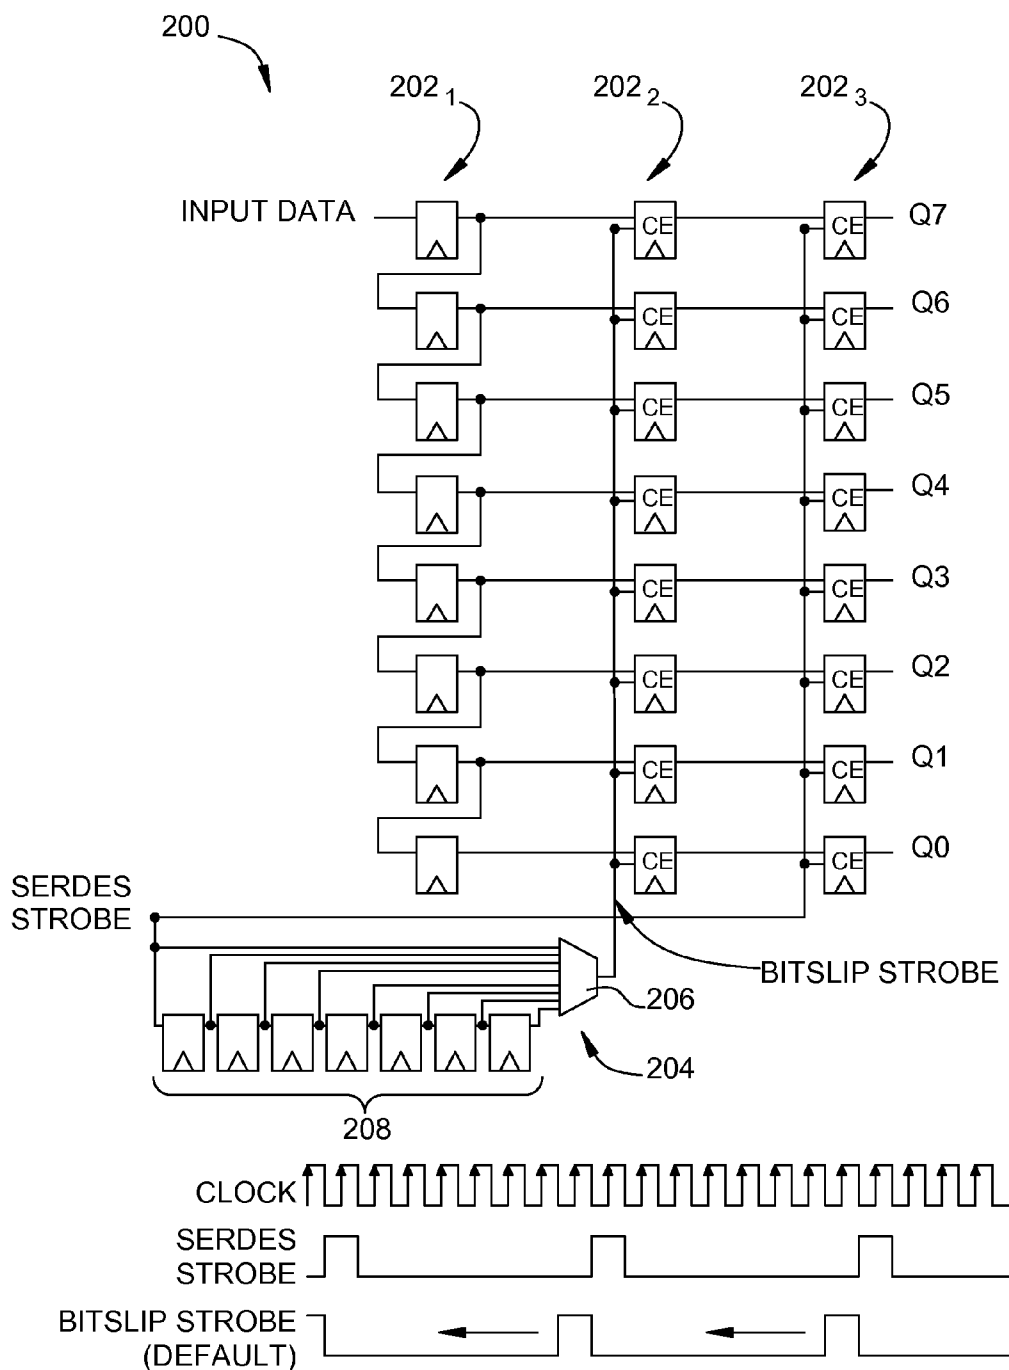 200
202 1
202 2
202 3
INPUT DATA
CE
CE
Q7
CE
CE
Q6
CE
CE
Q5
CE
CE
Q4
CE
CE
Q3
CE
CE
Q2
CE
CE
Q1
CE
CE
Q0
SERDES
STROBE
BITSLIP STROBE
206
204
208
CLOCK
SERDES
STROBE
BITSLIP STROBE
(DEFAULT)